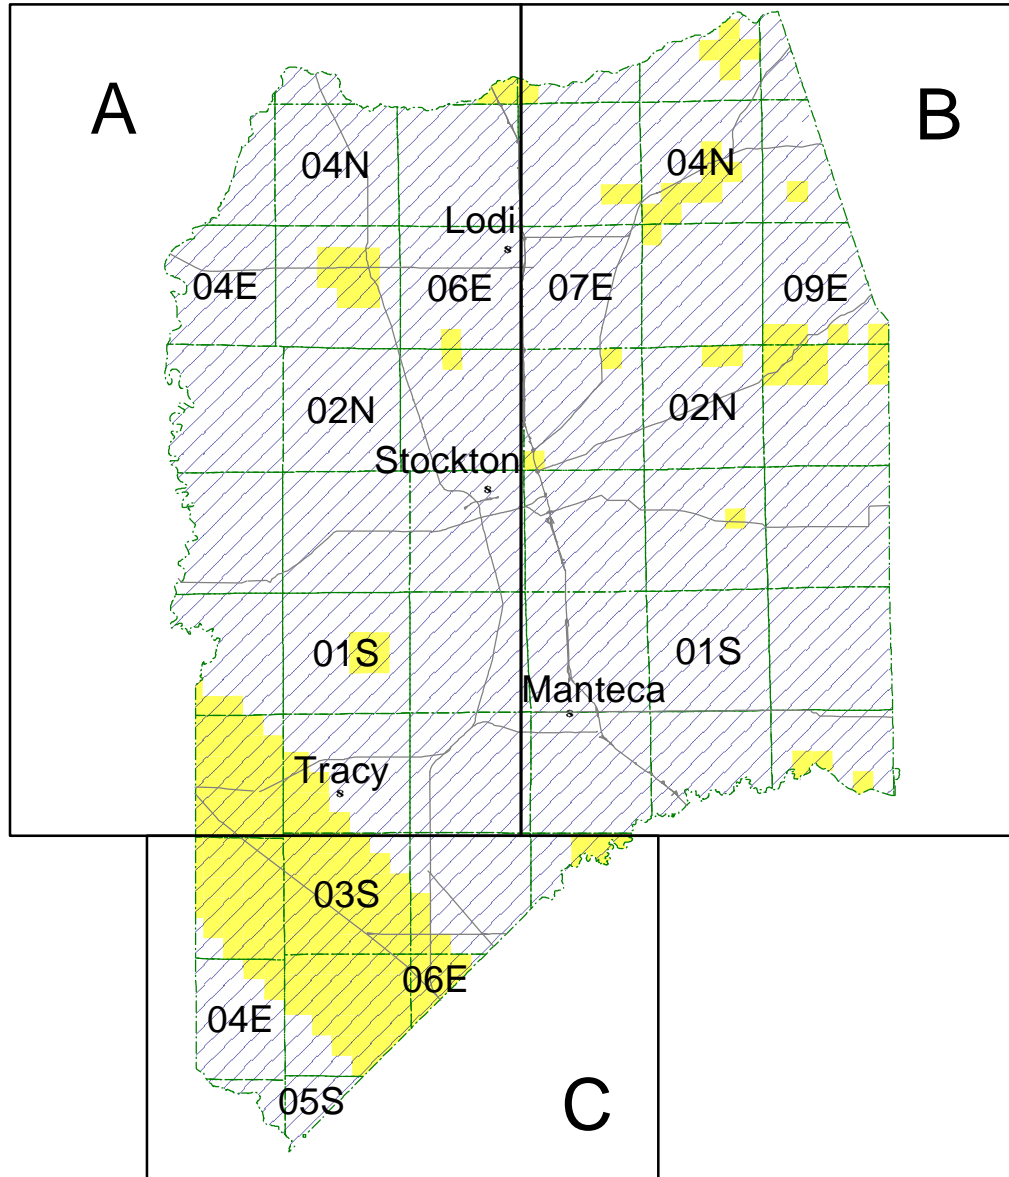 A
B
04N
04N
Lodi
s
04E
06E
07E
09E
02N
02N
Stockton
s
01S
01S
Manteca
s
Tracy
s
03S
06E
04E
05S
C